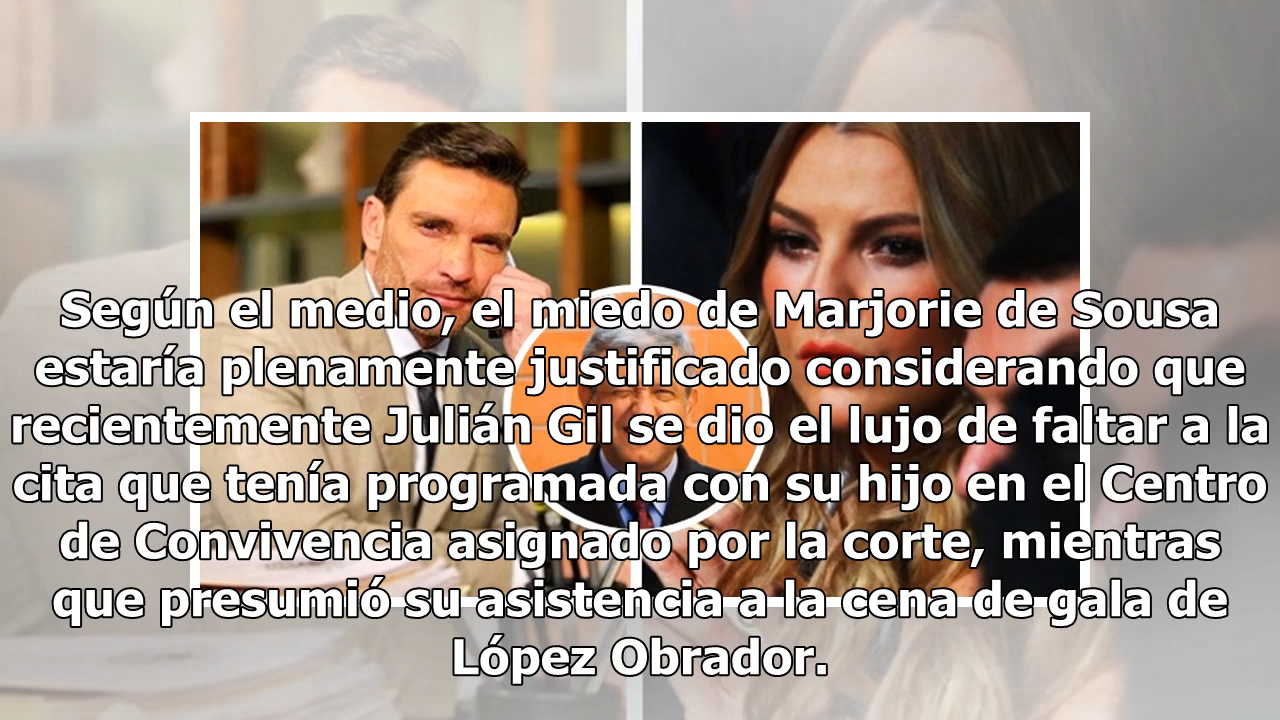 Según el medio, el miedo de Marjorie de Sousa
estaría plenamente justificado considerando que
recientemente Julián Gil se dio el lujo de faltar a la
cita que tenía programada con su hijo en el Centro
de Convivencia asignado por la corte, mientras
que presumió su asistencia a la cena de gala de
López Obrador.